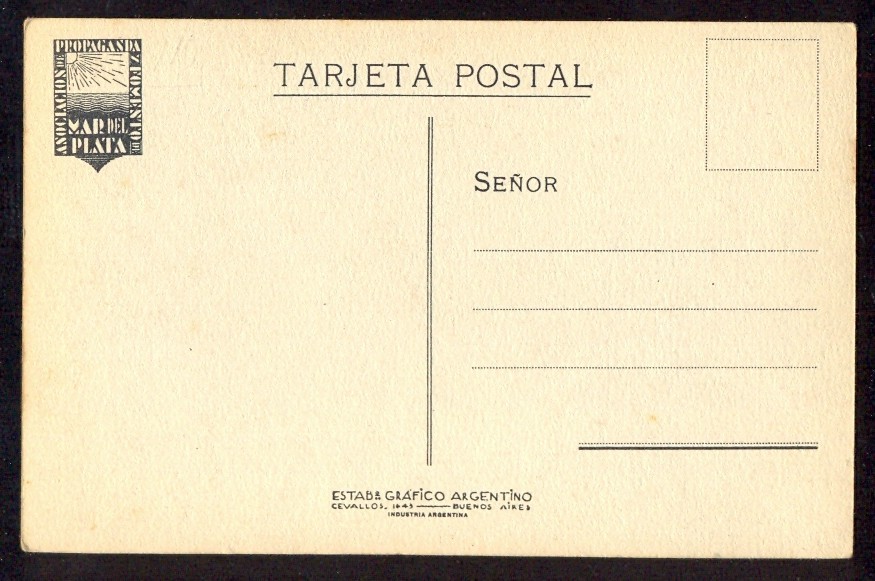 ASOCIACION DE PROPAGANDA Y FOMENTO DE
MAR DEL
PLATA
TARJETA POSTAL
SEÑOR
ESTABº GRÁFICO ARGENTINO
CEVALLOS, 1643 — BUENOS AIRES
INDUSTRIA ARGENTINA